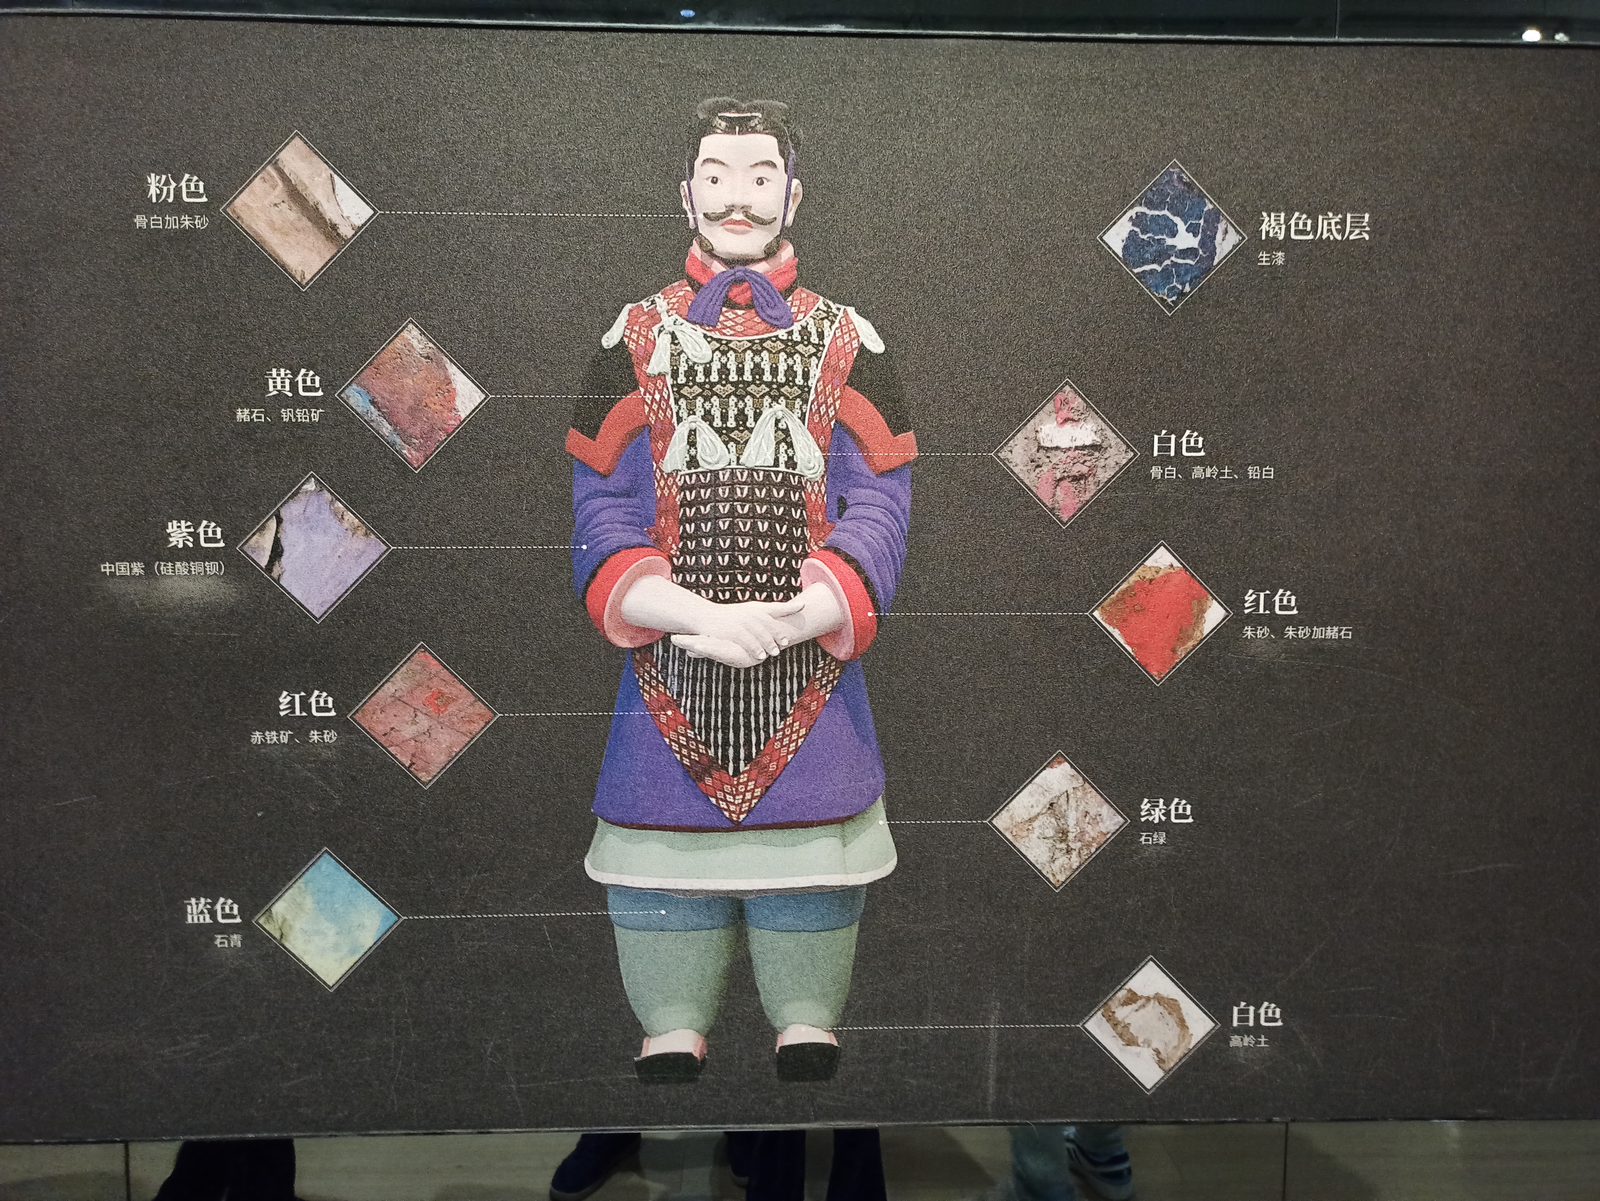 粉色
骨白加朱砂
黄色
赭石、钒铅矿
紫色
中国紫（硅酸铜钡）
红色
赤铁矿、朱砂
蓝色
石青
褐色底层
生漆
白色
骨白、高岭土、铅白
红色
朱砂、朱砂加赭石
绿色
石绿
白色
高岭土